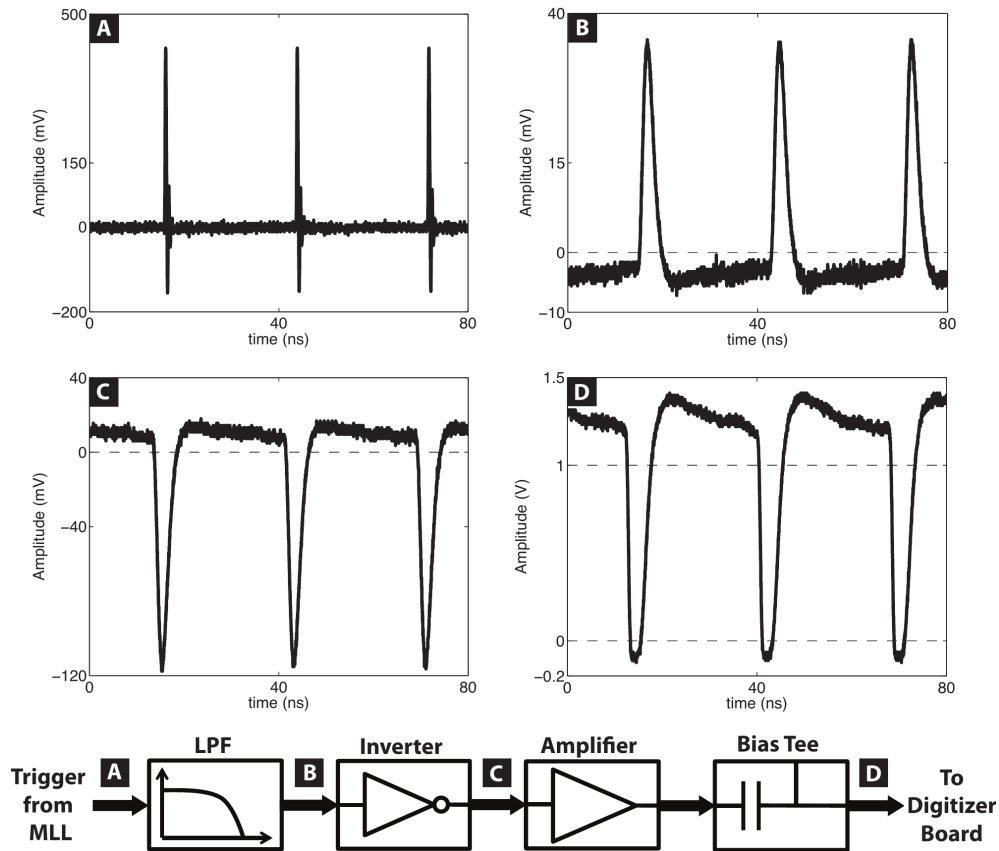 A
500
150
0
−200
0
40
80
Amplitude (mV)
time (ns)
B
40
15
0
−10
0
40
80
Amplitude (mV)
time (ns)
C
40
0
−40
−120
0
40
80
Amplitude (mV)
time (ns)
D
1.5
1
0
−0.2
0
40
80
Amplitude (V)
time (ns)
Trigger
from
MLL
A
LPF
B
Inverter
C
Amplifier
Bias Tee
D
To
Digitizer
Board